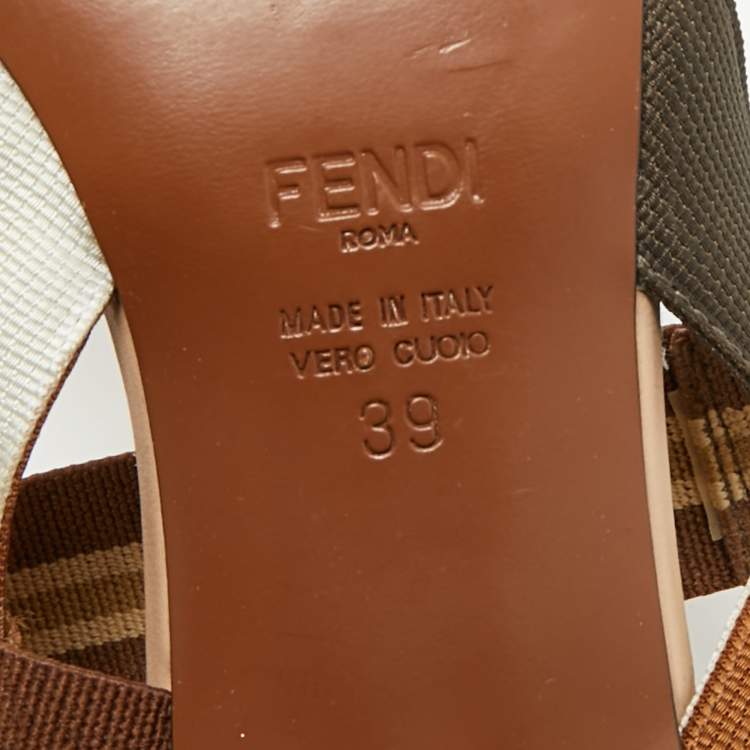 FENDI
ROMA
MADE IN ITALY
VERO CUOIO
39